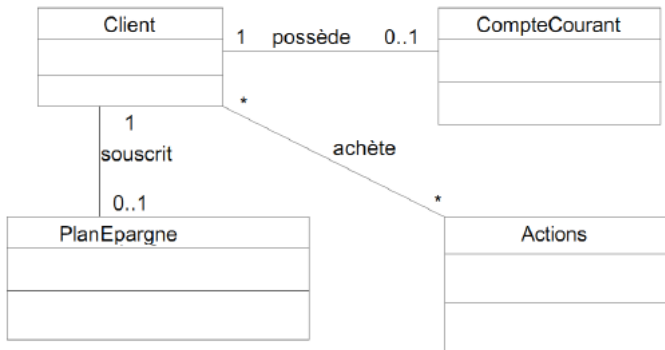 Client
CompteCourant
1 possède 0..1
*
1
souscrit
achète
0..1
*
PlanEpargne
Actions